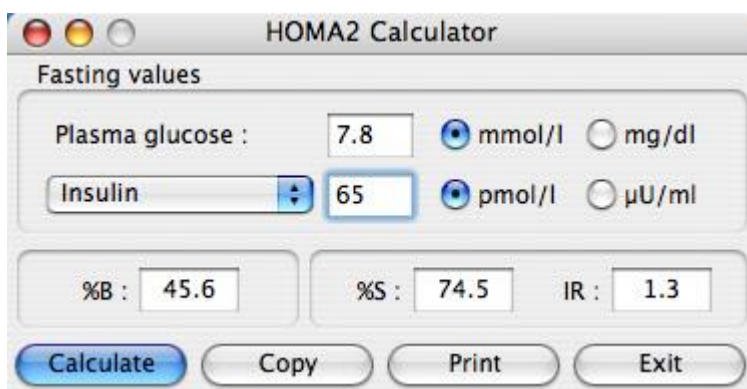 HOMA2 Calculator
Fasting values
Plasma glucose : 7.8 mmol/l mg/dl
Insulin 65 pmol/l µU/ml
%B : 45.6 %S : 74.5 IR : 1.3
Calculate Copy Print Exit